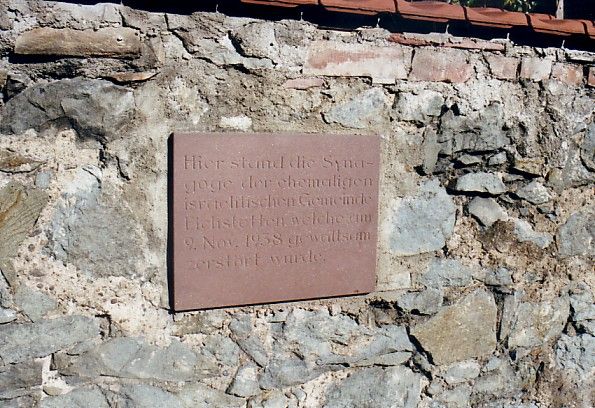 Hier stand die Syna-
goge der ehemaligen
israelitischen Gemeinde
Eichstetten welche am
9. Nov. 1938 gewaltsam
zerstört wurde.